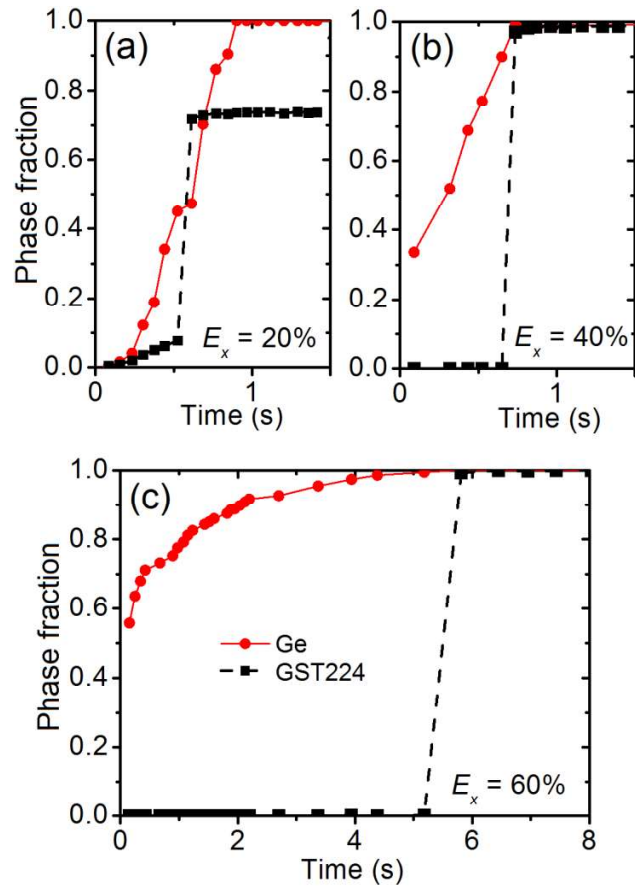 (a)
(b)
Phase fraction
1.0
0.8
0.6
0.4
0.2
0.0
1.0
0.8
0.6
0.4
0.2
0.0
Eₓ = 20%
Eₓ = 40%
0
1
0
1
Time (s)
Time (s)
(c)
Phase fraction
1.0
0.8
0.6
0.4
0.2
0.0
Ge
GST224
Eₓ = 60%
0
2
4
6
8
Time (s)